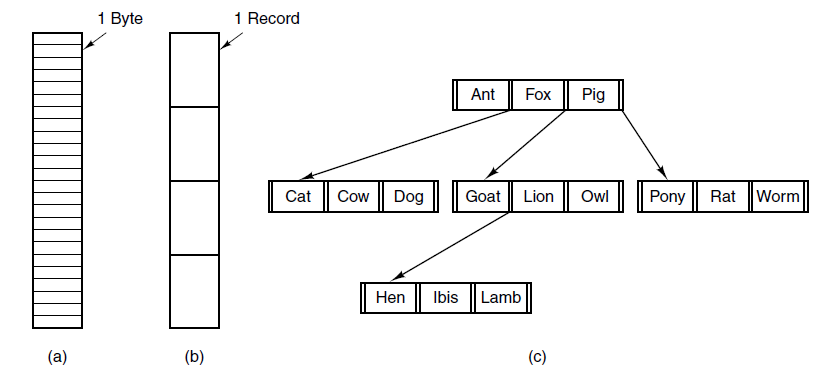 1 Byte
1 Record
Ant Fox Pig
Cat Cow Dog
Goat Lion Owl
Pony Rat Worm
Hen Ibis Lamb
(a)
(b)
(c)